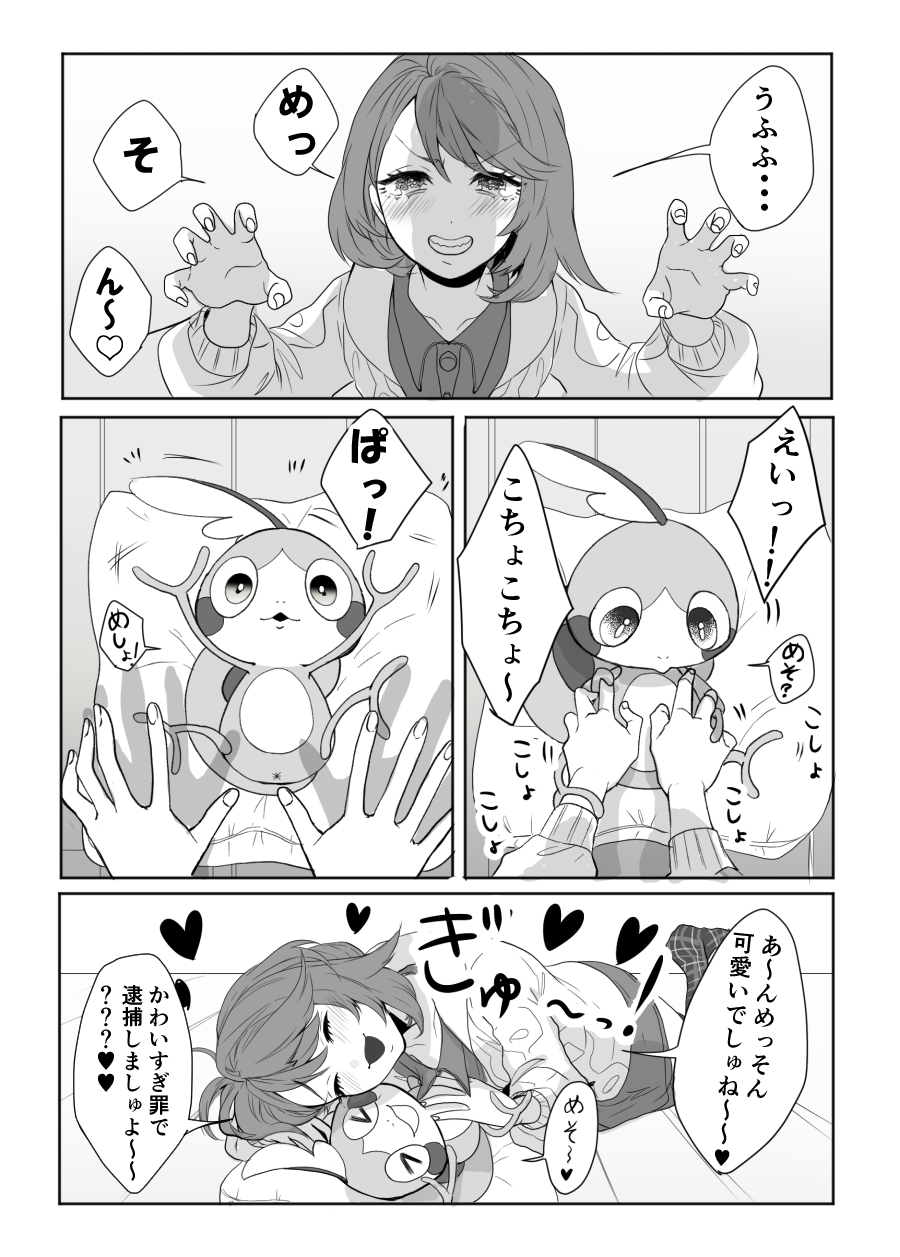 うふふ・・・
めっ
そ
ん〜♡
えいっ！！
こちょこちょ〜
めそ？
こしょ
こしょ
こしょ
こしょ
ぱっ！
めしょ！
あ〜んめっそん
可愛いでしゅね〜〜♥
ぎゅ〜っ！
めそ〜♥
かわいすぎ罪で
逮捕しましゅよ〜〜
？？？♥♥